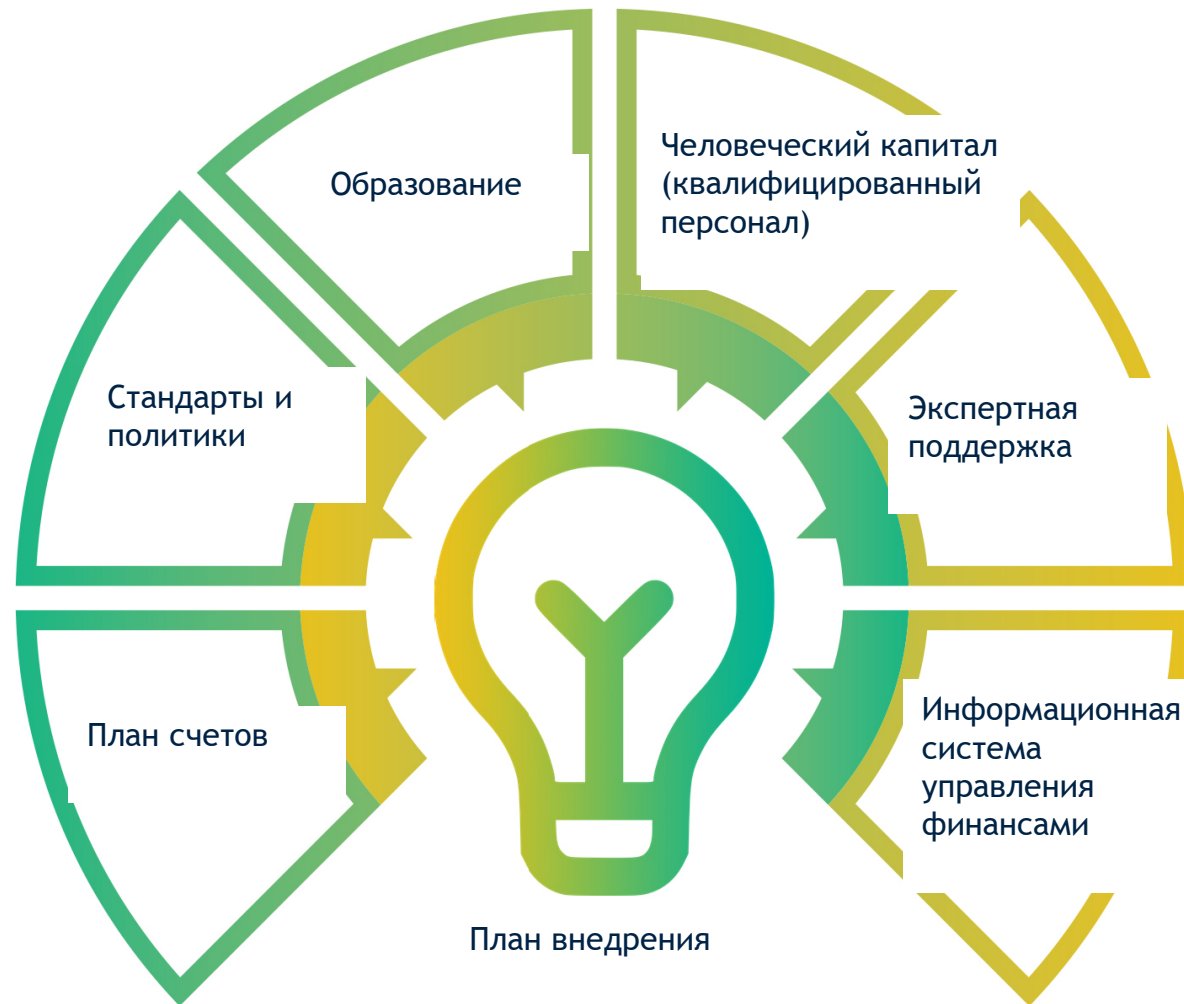 Человеческий капитал
(квалифицированный
персонал)
Образование
Стандарты и
политики
Экспертная
поддержка
План счетов
Информационная
система
управления
финансами
План внедрения